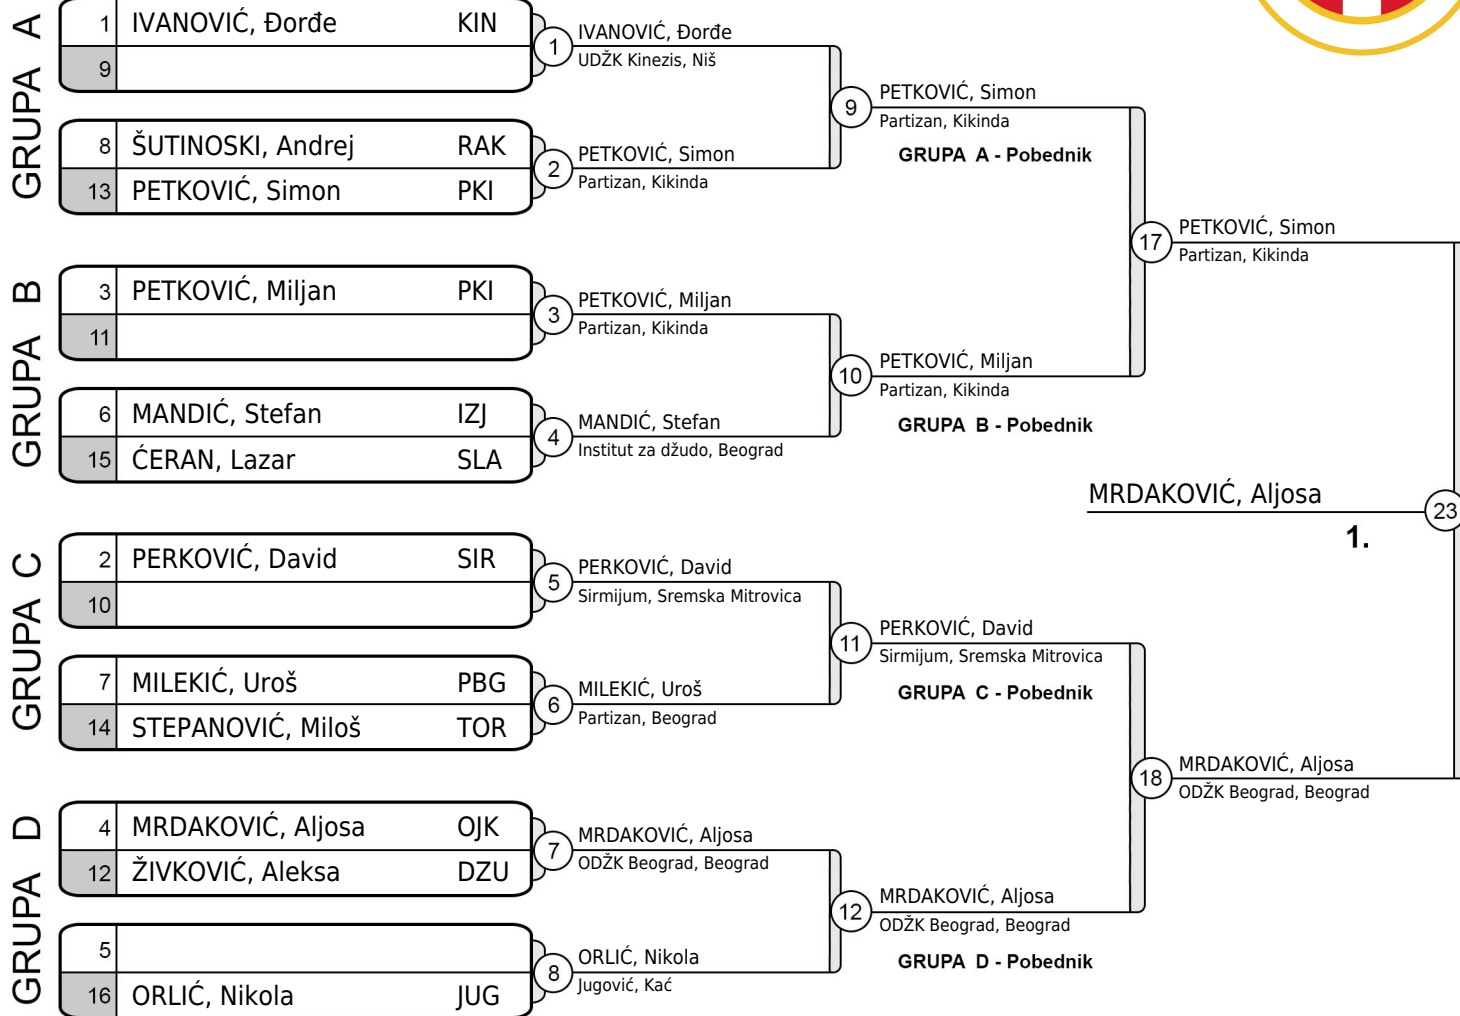 GRUPA A
1 IVANOVIĆ, Đorđe KIN
9
8 ŠUTINOSKI, Andrej RAK
13 PETKOVIĆ, Simon PKI
1
IVANOVIĆ, Đorđe
UDŽK Kinezis, Niš
2
PETKOVIĆ, Simon
Partizan, Kikinda
9
PETKOVIĆ, Simon
Partizan, Kikinda
GRUPA A - Pobednik
GRUPA B
3 PETKOVIĆ, Miljan PKI
11
6 MANDIĆ, Stefan IZJ
15 ĆERAN, Lazar SLA
3
PETKOVIĆ, Miljan
Partizan, Kikinda
4
MANDIĆ, Stefan
Institut za džudo, Beograd
10
PETKOVIĆ, Miljan
Partizan, Kikinda
GRUPA B - Pobednik
17
PETKOVIĆ, Simon
Partizan, Kikinda
MRDAKOVIĆ, Aljosa
23
1.
GRUPA C
2 PERKOVIĆ, David SIR
10
7 MILEKIĆ, Uroš PBG
14 STEPANOVIĆ, Miloš TOR
5
PERKOVIĆ, David
Sirmijum, Sremska Mitrovica
6
MILEKIĆ, Uroš
Partizan, Beograd
11
PERKOVIĆ, David
Sirmijum, Sremska Mitrovica
GRUPA C - Pobednik
GRUPA D
4 MRDAKOVIĆ, Aljosa OJK
12 ŽIVKOVIĆ, Aleksa DZU
5
16 ORLIĆ, Nikola JUG
7
MRDAKOVIĆ, Aljosa
ODŽK Beograd, Beograd
8
ORLIĆ, Nikola
Jugović, Kać
12
MRDAKOVIĆ, Aljosa
ODŽK Beograd, Beograd
GRUPA D - Pobednik
18
MRDAKOVIĆ, Aljosa
ODŽK Beograd, Beograd